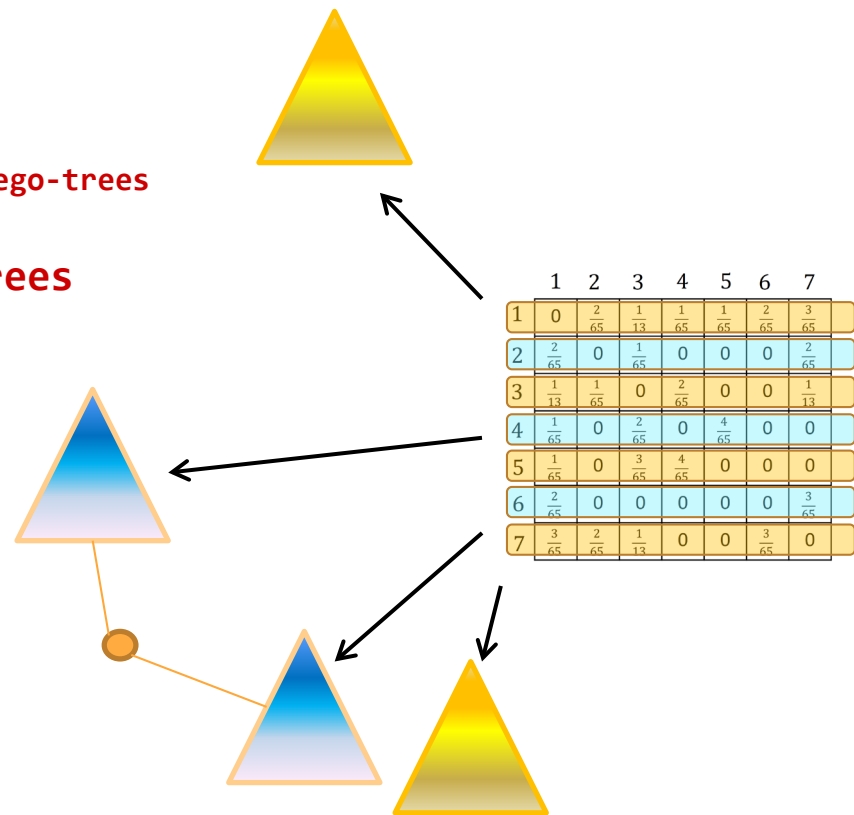 ego-trees
rees
1 2 3 4 5 6 7
1 0 2/65 1/13 1/65 1/65 2/65 3/65
2 2/65 0 1/65 0 0 0 2/65
3 1/13 1/65 0 2/65 0 0 1/13
4 1/65 0 2/65 0 4/65 0 0
5 1/65 0 3/65 4/65 0 0 0
6 2/65 0 0 0 0 0 3/65
7 3/65 2/65 1/13 0 0 3/65 0